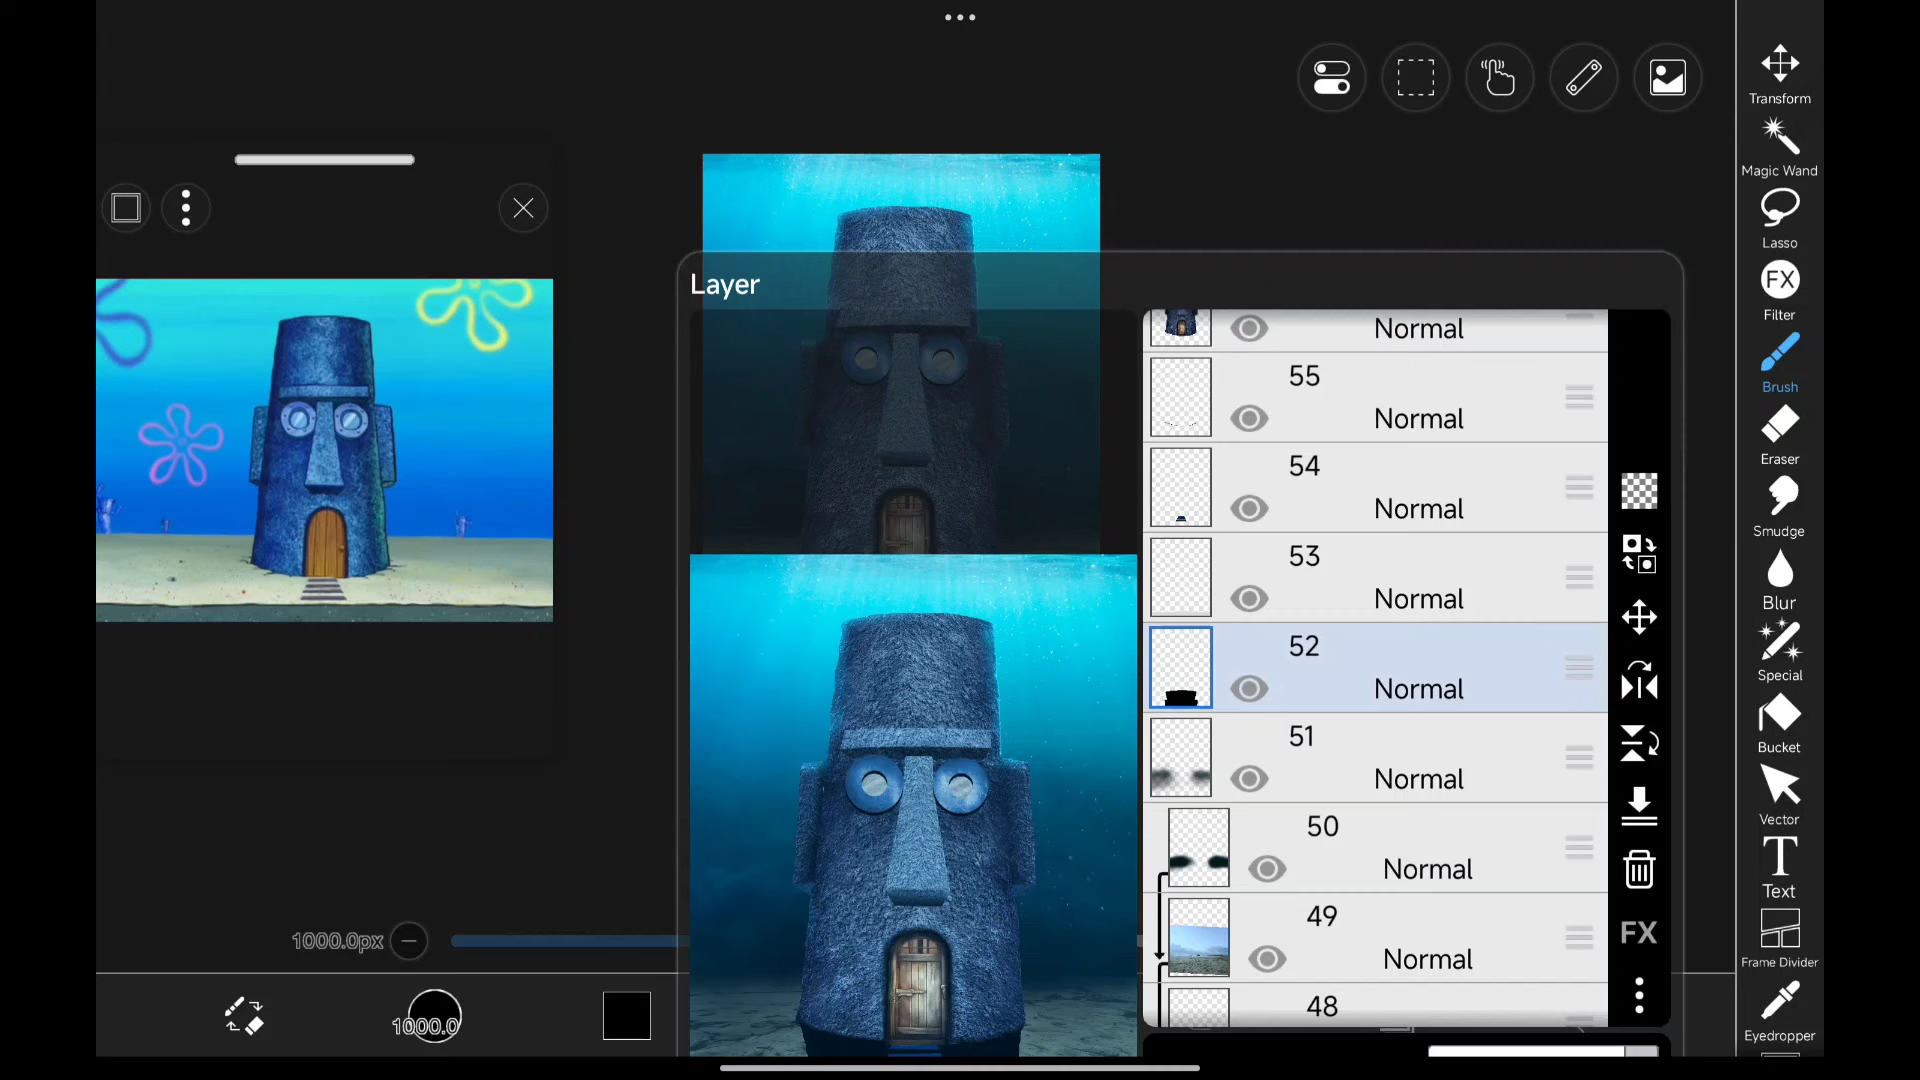 Transform
Magic Wand
Lasso
FX
Filter
Brush
Eraser
Smudge
Blur
Special
Bucket
Vector
T
Text
Frame Divider
Eyedropper
Layer
Normal
55
Normal
54
Normal
53
Normal
52
Normal
51
Normal
50
Normal
49
Normal
48
FX
1000.0px
1000.0